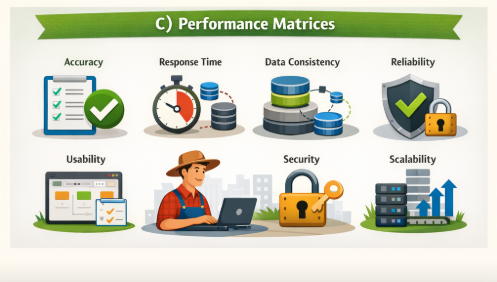 C) Performance Matrices
Accuracy
Response Time
Data Consistency
Reliability
Usability
Security
Scalability